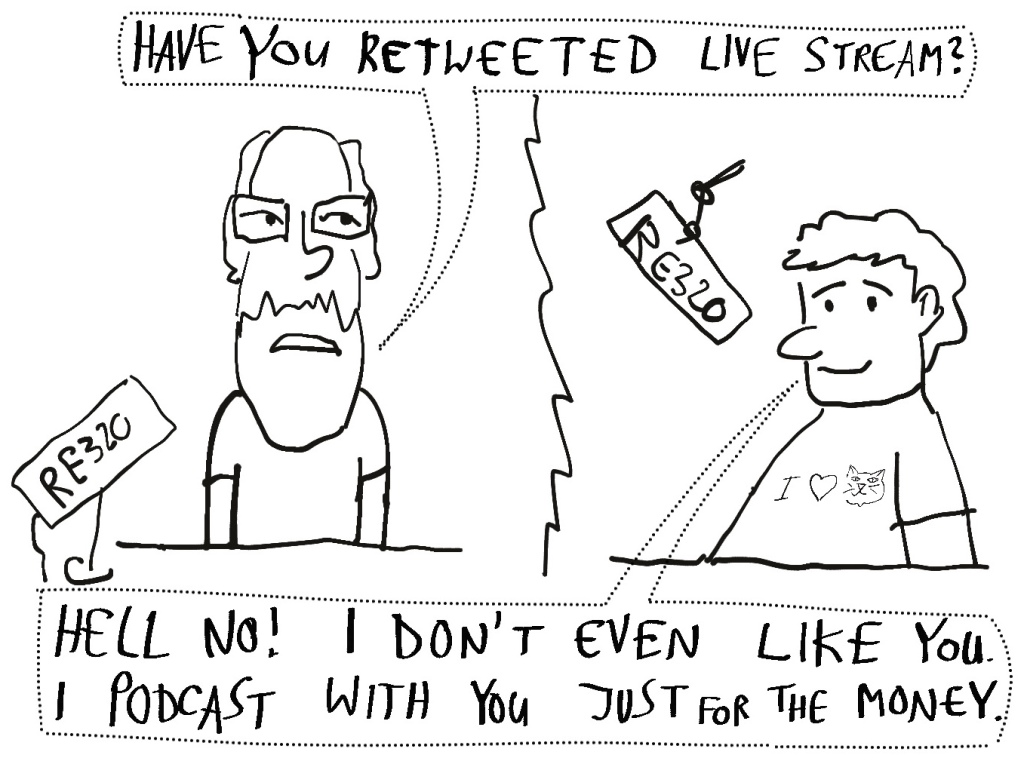 HAVE YOU RETWEETED LIVE STREAM?
RE320
RE320
I ♡
HELL NO! I DON'T EVEN LIKE YOU.
I PODCAST WITH YOU JUST FOR THE MONEY.